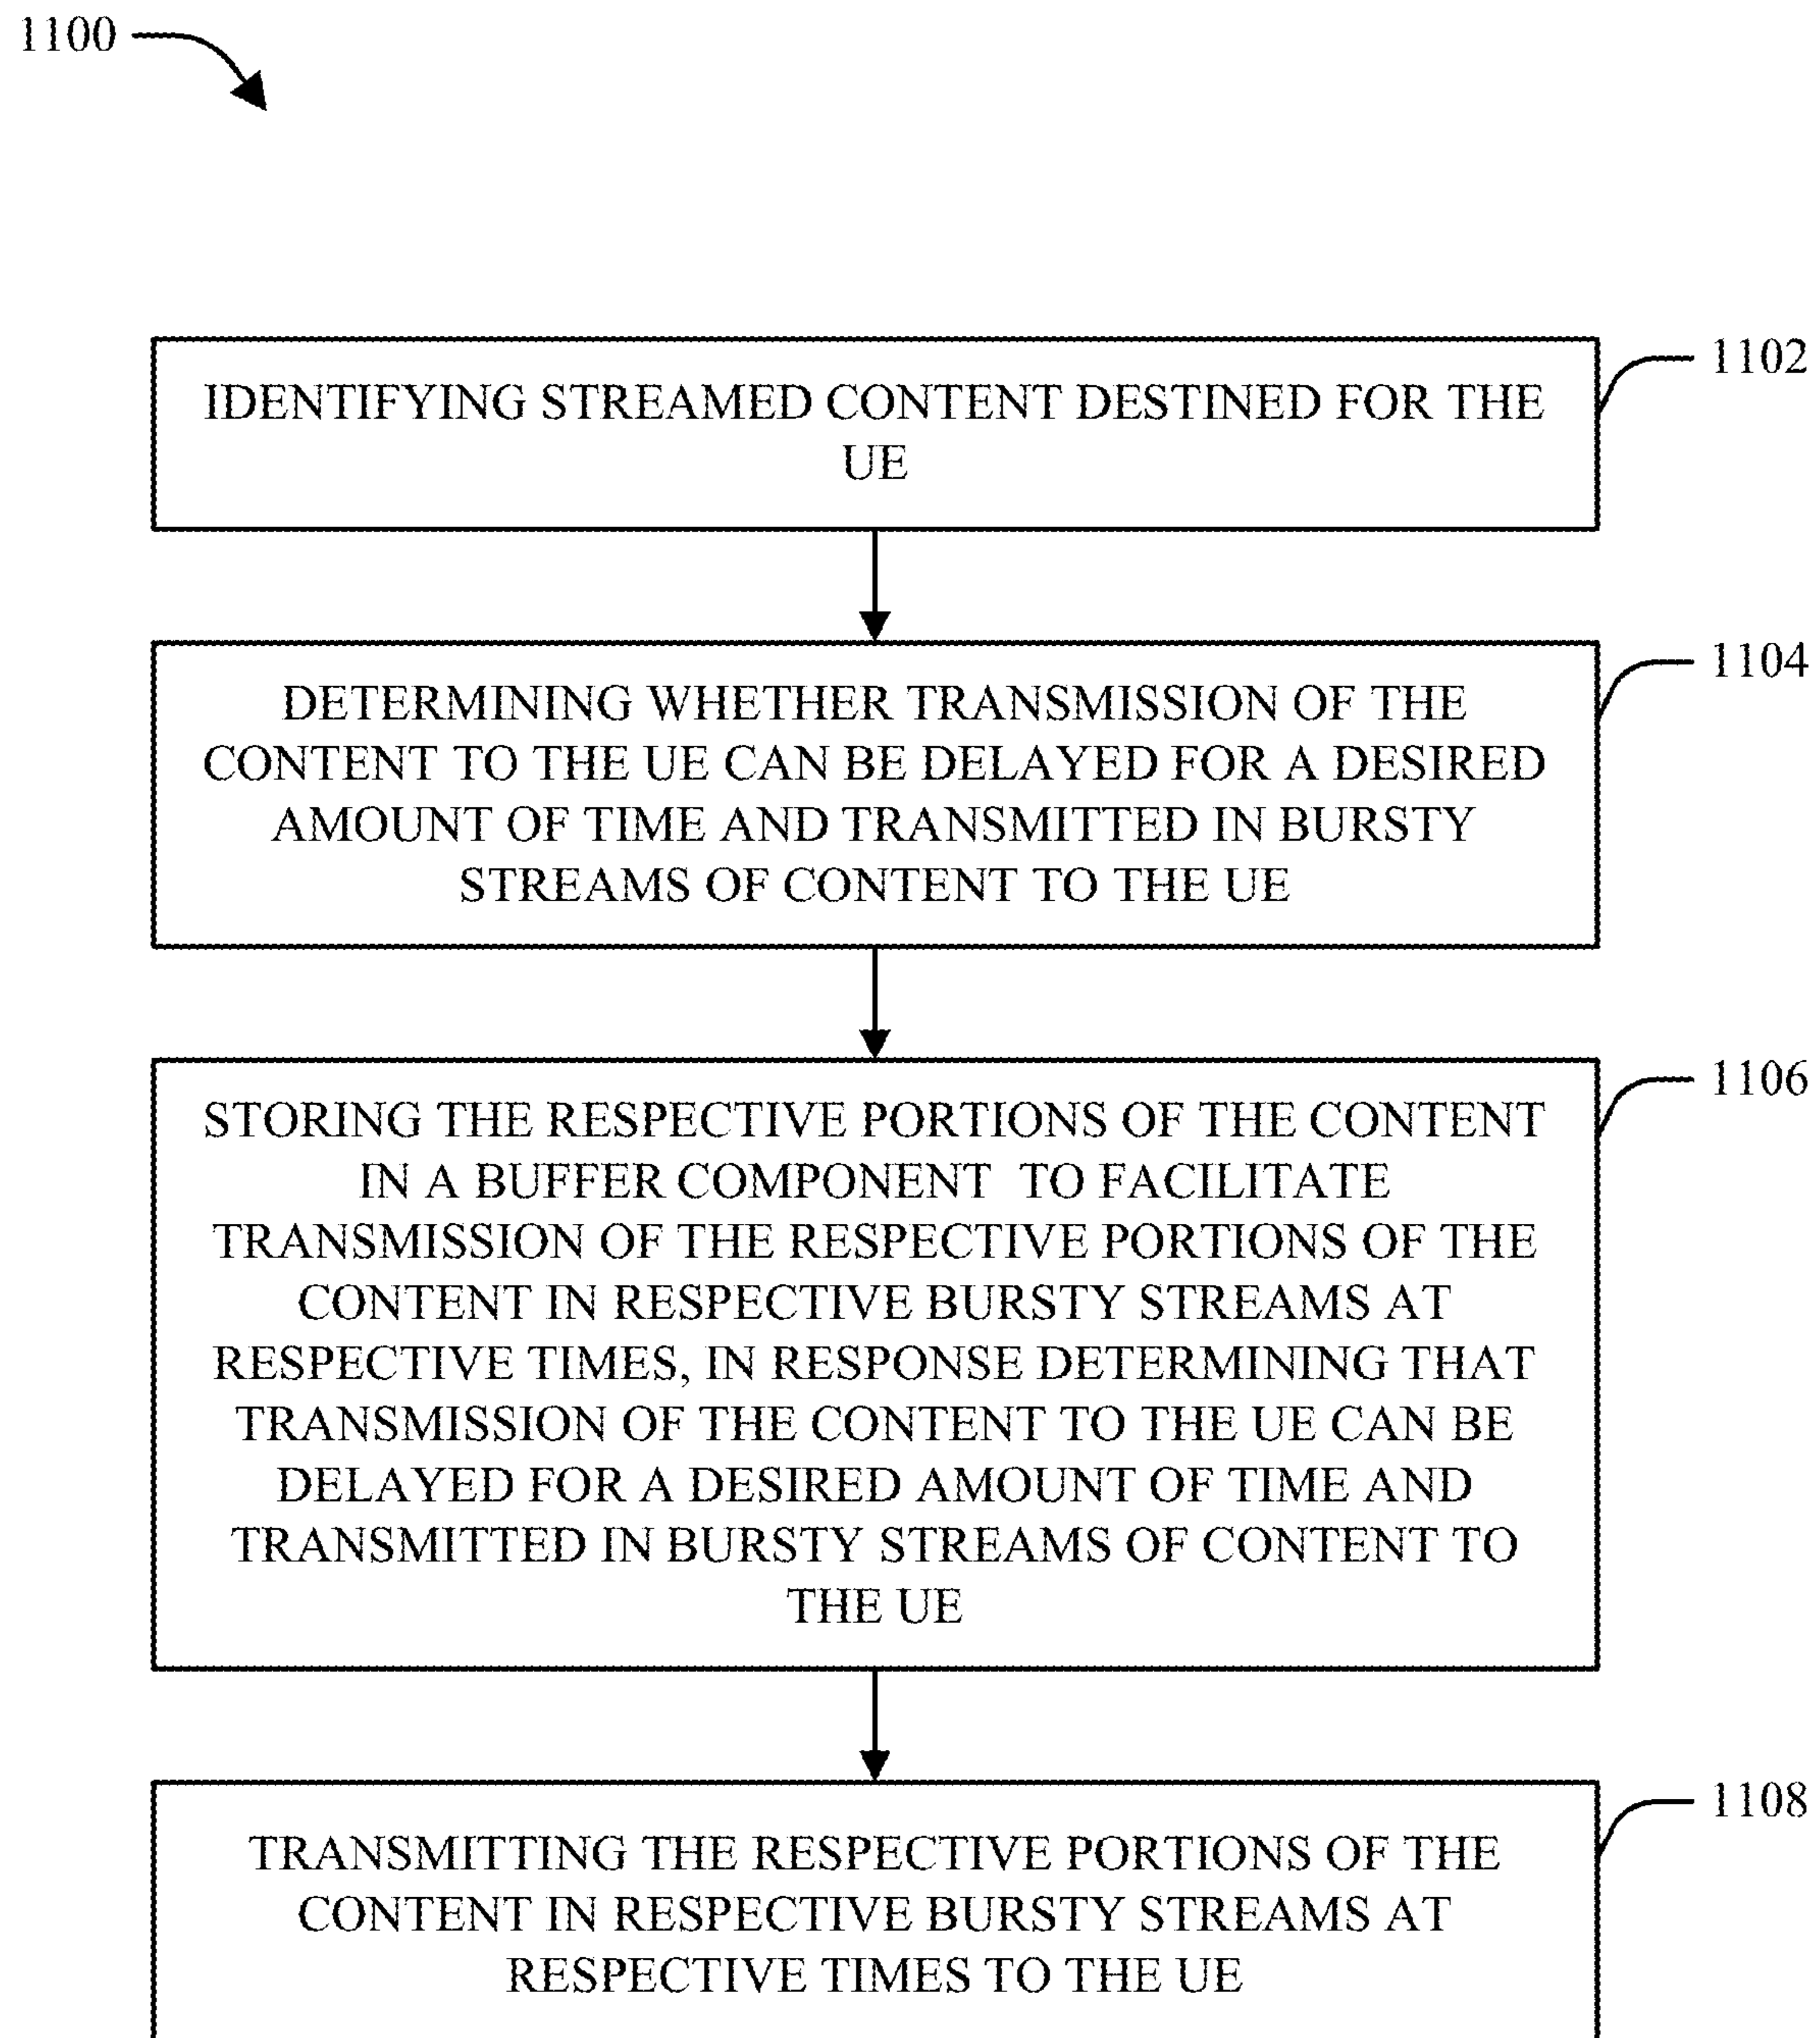 1100
1102
IDENTIFYING STREAMED CONTENT DESTINED FOR THE
UE
1104
DETERMINING WHETHER TRANSMISSION OF THE
CONTENT TO THE UE CAN BE DELAYED FOR A DESIRED
AMOUNT OF TIME AND TRANSMITTED IN BURSTY
STREAMS OF CONTENT TO THE UE
1106
STORING THE RESPECTIVE PORTIONS OF THE CONTENT
IN A BUFFER COMPONENT TO FACILITATE
TRANSMISSION OF THE RESPECTIVE PORTIONS OF THE
CONTENT IN RESPECTIVE BURSTY STREAMS AT
RESPECTIVE TIMES, IN RESPONSE DETERMINING THAT
TRANSMISSION OF THE CONTENT TO THE UE CAN BE
DELAYED FOR A DESIRED AMOUNT OF TIME AND
TRANSMITTED IN BURSTY STREAMS OF CONTENT TO
THE UE
1108
TRANSMITTING THE RESPECTIVE PORTIONS OF THE
CONTENT IN RESPECTIVE BURSTY STREAMS AT
RESPECTIVE TIMES TO THE UE